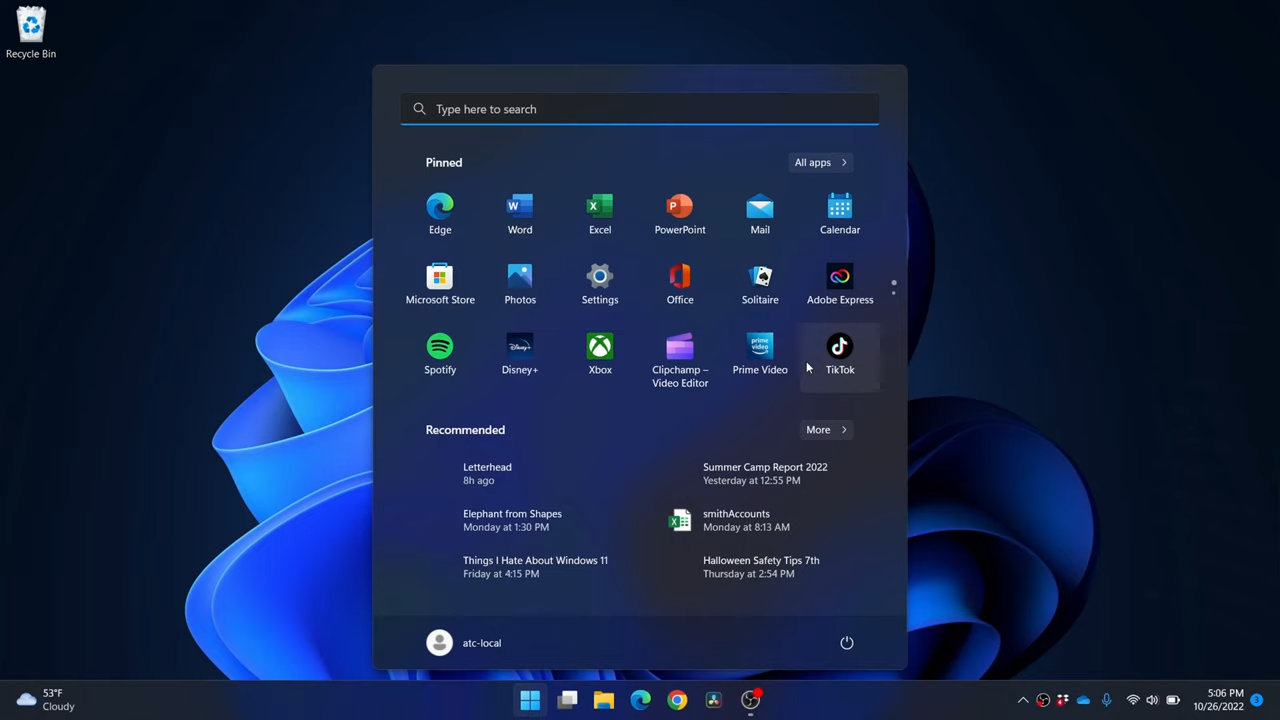 Recycle Bin
Type here to search
Pinned
All apps
Edge
Word
Excel
PowerPoint
Mail
Calendar
Microsoft Store
Photos
Settings
Office
Solitaire
Adobe Express
Spotify
Disney+
Xbox
Clipchamp –
Video Editor
prime
video
Prime Video
TikTok
Recommended
More
Letterhead
8h ago
Summer Camp Report 2022
Yesterday at 12:55 PM
Elephant from Shapes
Monday at 1:30 PM
smithAccounts
Monday at 8:13 AM
Things I Hate About Windows 11
Friday at 4:15 PM
Halloween Safety Tips 7th
Thursday at 2:54 PM
atc-local
53°F
Cloudy
5:06 PM
10/26/2022
3